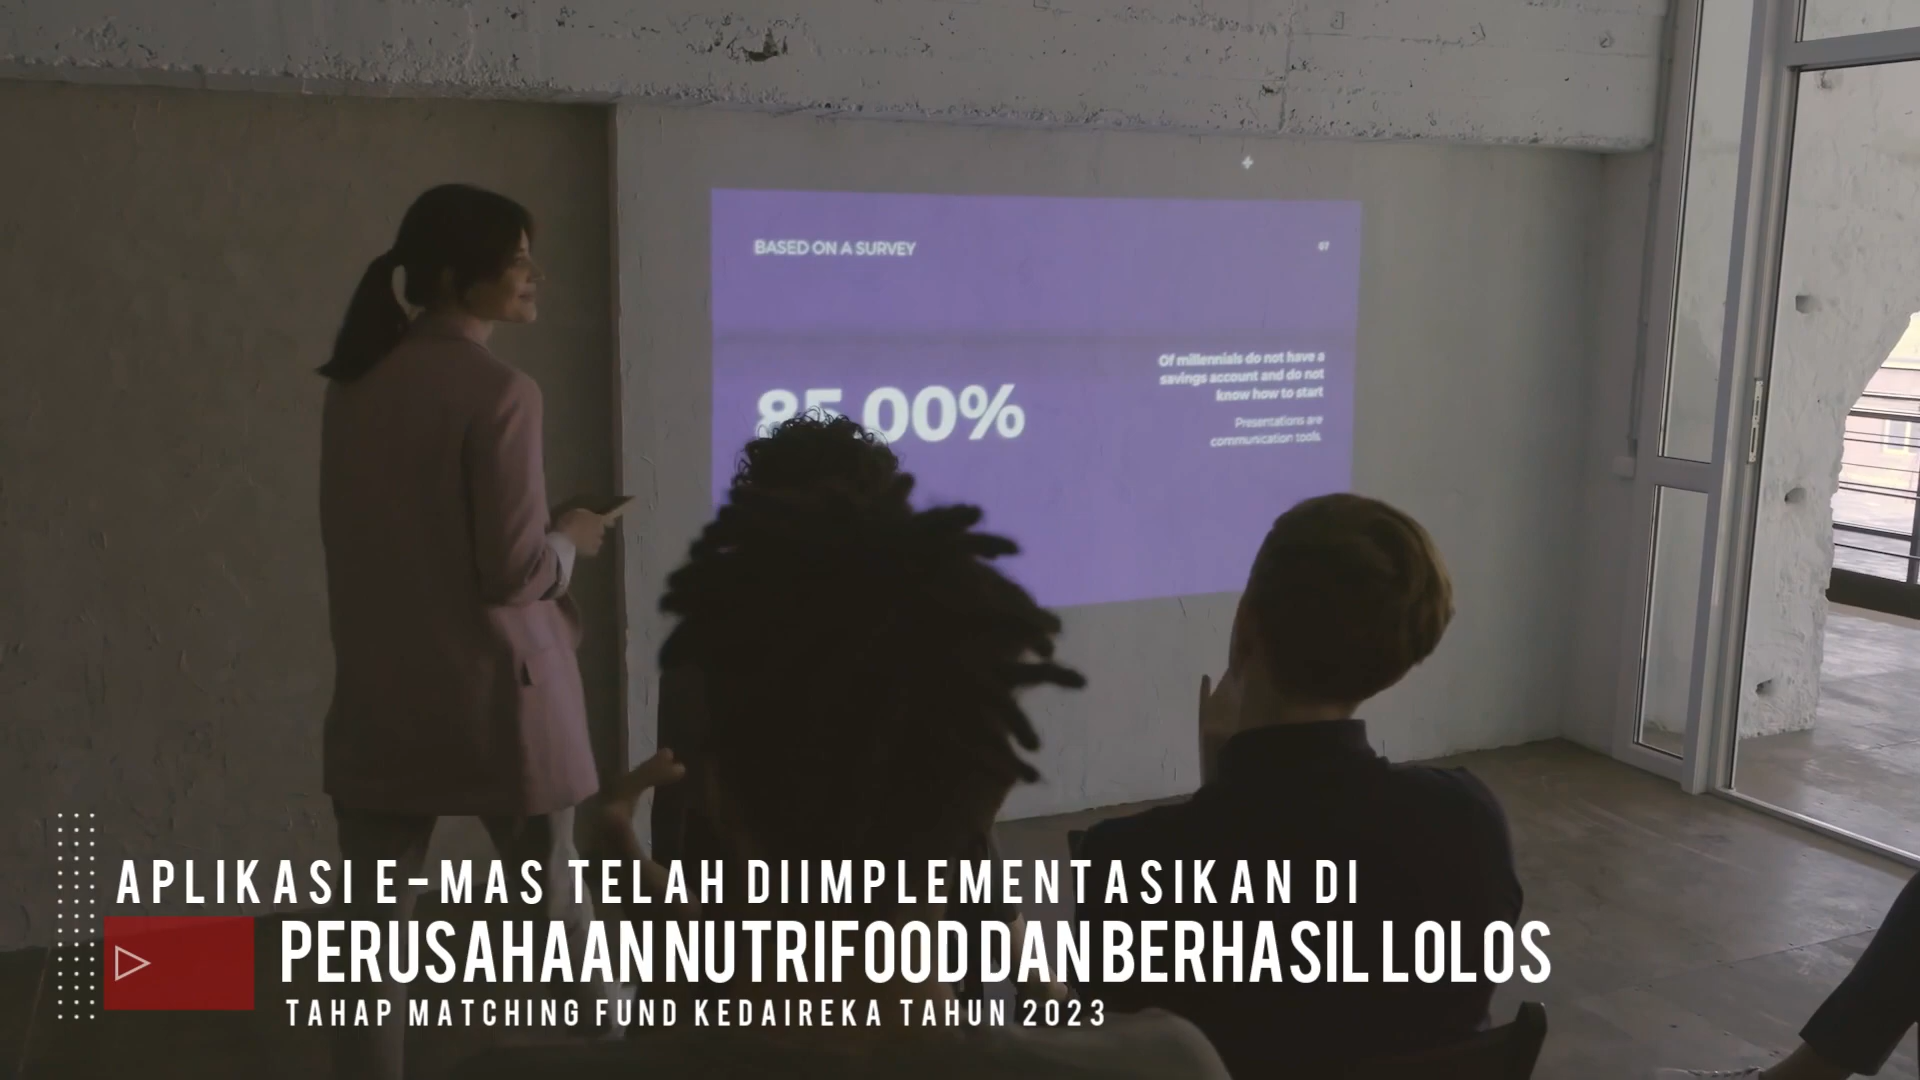 BASED ON A SURVEY
07
85.00%
Of millennials do not have a
savings account and do not
know how to start
Presentations are
communication tools.
APLIKASI E-MAS TELAH DIIMPLEMENTASIKAN DI
PERUSAHAAN NUTRIFOOD DAN BERHASIL LOLOS
TAHAP MATCHING FUND KEDAIREKA TAHUN 2023